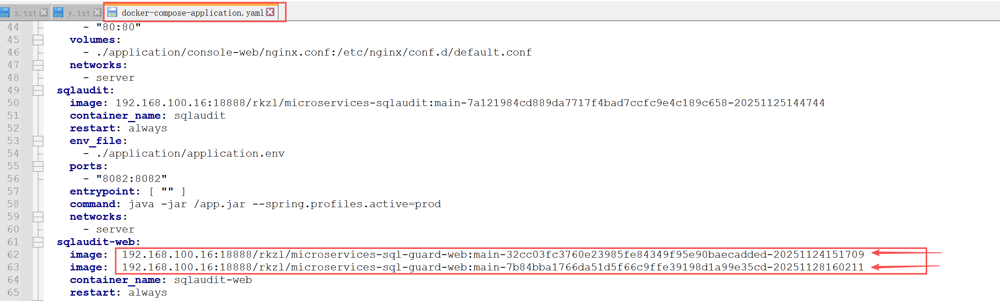 x.txt y.txt docker-compose-application.yaml
44 - "80:80"
45 volumes:
46 - ./application/console-web/nginx.conf:/etc/nginx/conf.d/default.conf
47 networks:
48 - server
49 sqlaudit:
50 image: 192.168.100.16:18888/rkzl/microservices-sqlaudit:main-7a121984cd889da7717f4bad7ccfc9e4c189c658-20251125144744
51 container_name: sqlaudit
52 restart: always
53 env_file:
54 - ./application/application.env
55 ports:
56 - "8082:8082"
57 entrypoint: [ "" ]
58 command: java -jar /app.jar --spring.profiles.active=prod
59 networks:
60 - server
61 sqlaudit-web:
62 image: 192.168.100.16:18888/rkzl/microservices-sql-guard-web:main-32cc03fc3760e23985fe84349f95e90baecadded-20251124151709
63 image: 192.168.100.16:18888/rkzl/microservices-sql-guard-web:main-7b84bba1766da51d5f66c9ffe39198d1a99e35cd-20251128160211
64 container_name: sqlaudit-web
65 restart: always